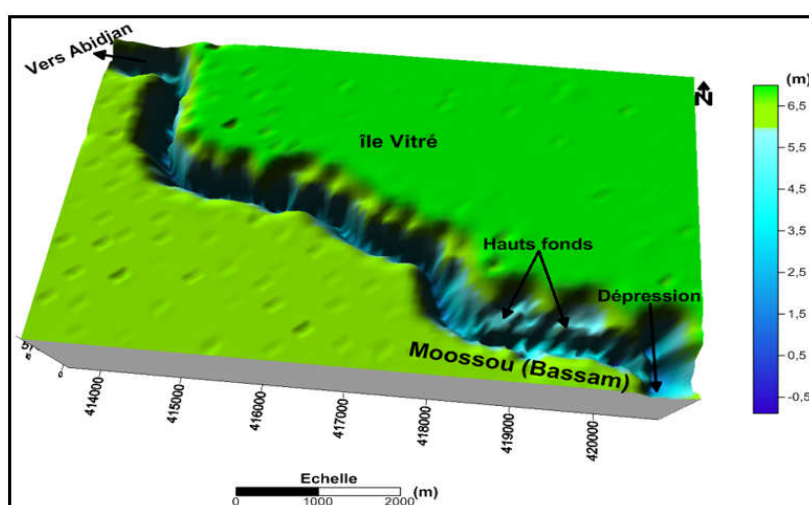 Vers Abidjan
(m)
N
6,5
île Vitré
5,5
4,5
Hauts fonds
3,5
Dépression
2,5
1,5
Moossou (Bassam)
0,5
-0,5
414000
415000
416000
417000
418000
419000
420000
Echelle
(m)
0
1000
2000